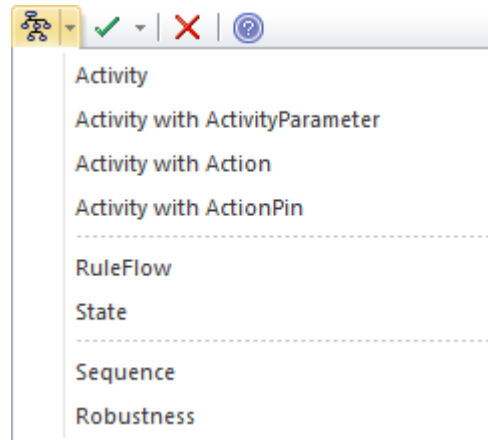 Activity
Activity with ActivityParameter
Activity with Action
Activity with ActionPin
RuleFlow
State
Sequence
Robustness